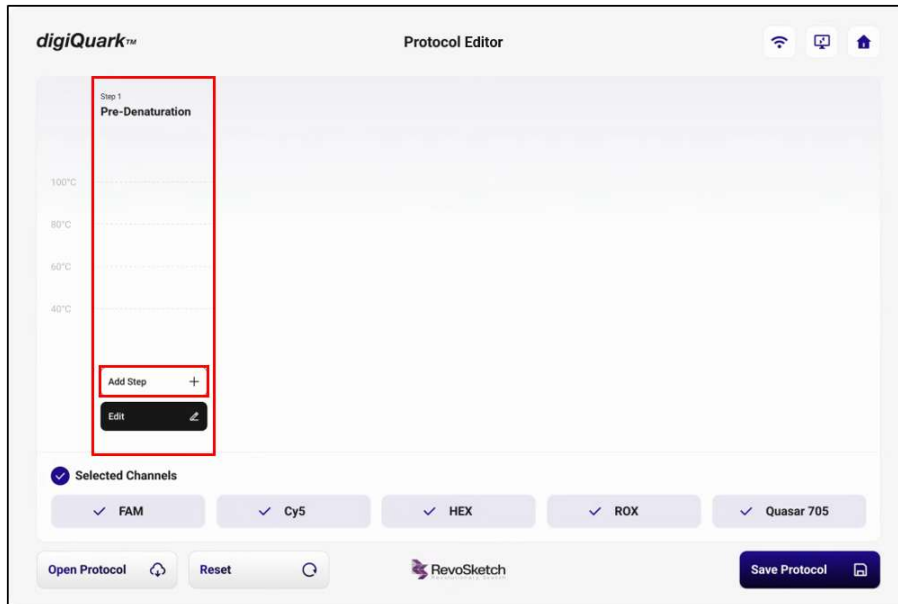 digiQuark™
Protocol Editor
Step 1
Pre-Denaturation
100°C
80°C
60°C
40°C
Add Step
Edit
Selected Channels
FAM
Cy5
HEX
ROX
Quasar 705
Open Protocol
Reset
RevoSketch
Save Protocol